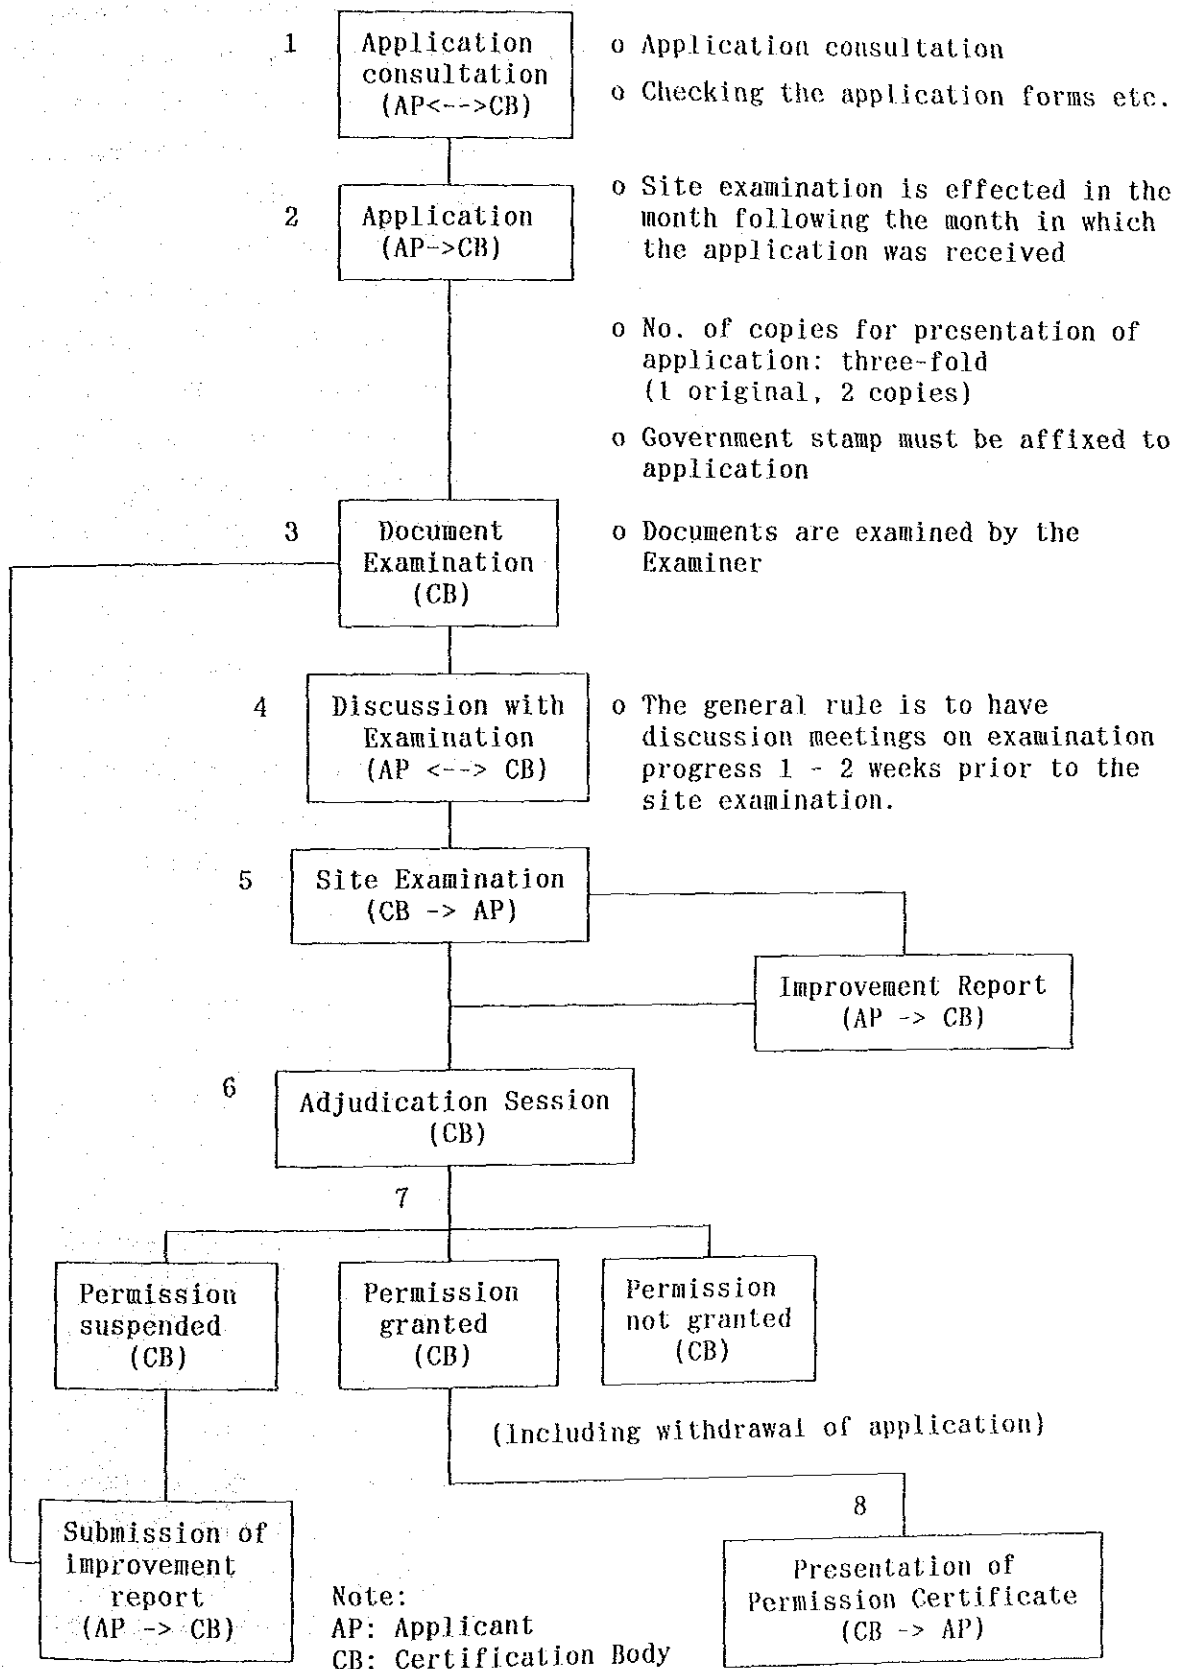 1
Application
consultation
(AP<-->CB)
o Application consultation
o Checking the application forms etc.
2
Application
(AP->CB)
o Site examination is effected in the
month following the month in which
the application was received
o No. of copies for presentation of
application: three-fold
(1 original, 2 copies)
o Government stamp must be affixed to
application
3
Document
Examination
(CB)
o Documents are examined by the
Examiner
4
Discussion with
Examination
(AP <--> CB)
o The general rule is to have
discussion meetings on examination
progress 1 - 2 weeks prior to the
site examination.
5
Site Examination
(CB -> AP)
Improvement Report
(AP -> CB)
6
Adjudication Session
(CB)
7
Permission
suspended
(CB)
Permission
granted
(CB)
Permission
not granted
(CB)
(Including withdrawal of application)
8
Submission of
improvement
report
(AP -> CB)
Presentation of
Permission Certificate
(CB -> AP)
Note:
AP: Applicant
CB: Certification Body